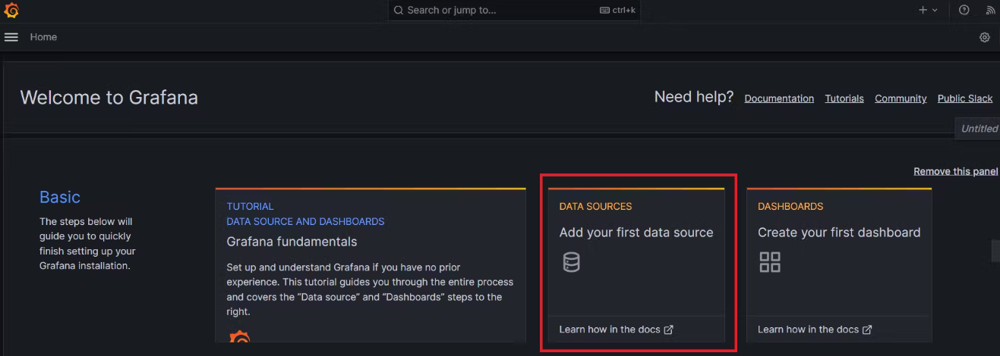 Search or jump to...
ctrl+k
Home
Welcome to Grafana
Need help?
Documentation
Tutorials
Community
Public Slack
Untitled
Remove this panel
Basic
The steps below will
guide you to quickly
finish setting up your
Grafana installation.
TUTORIAL
DATA SOURCE AND DASHBOARDS
Grafana fundamentals
Set up and understand Grafana if you have no prior
experience. This tutorial guides you through the entire process
and covers the “Data source” and “Dashboards” steps to the
right.
DATA SOURCES
Add your first data source
Learn how in the docs
DASHBOARDS
Create your first dashboard
Learn how in the docs